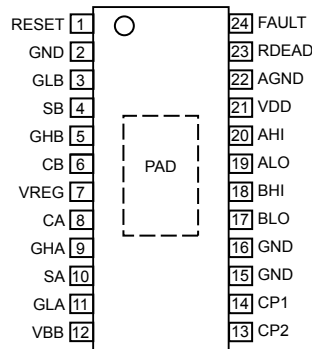 RESET 1 24 FAULT
GND 2 23 RDEAD
GLB 3 22 AGND
SB 4 21 VDD
GHB 5 20 AHI
CB 6 PAD 19 ALO
VREG 7 18 BHI
CA 8 17 BLO
GHA 9 16 GND
SA 10 15 GND
GLA 11 14 CP1
VBB 12 13 CP2